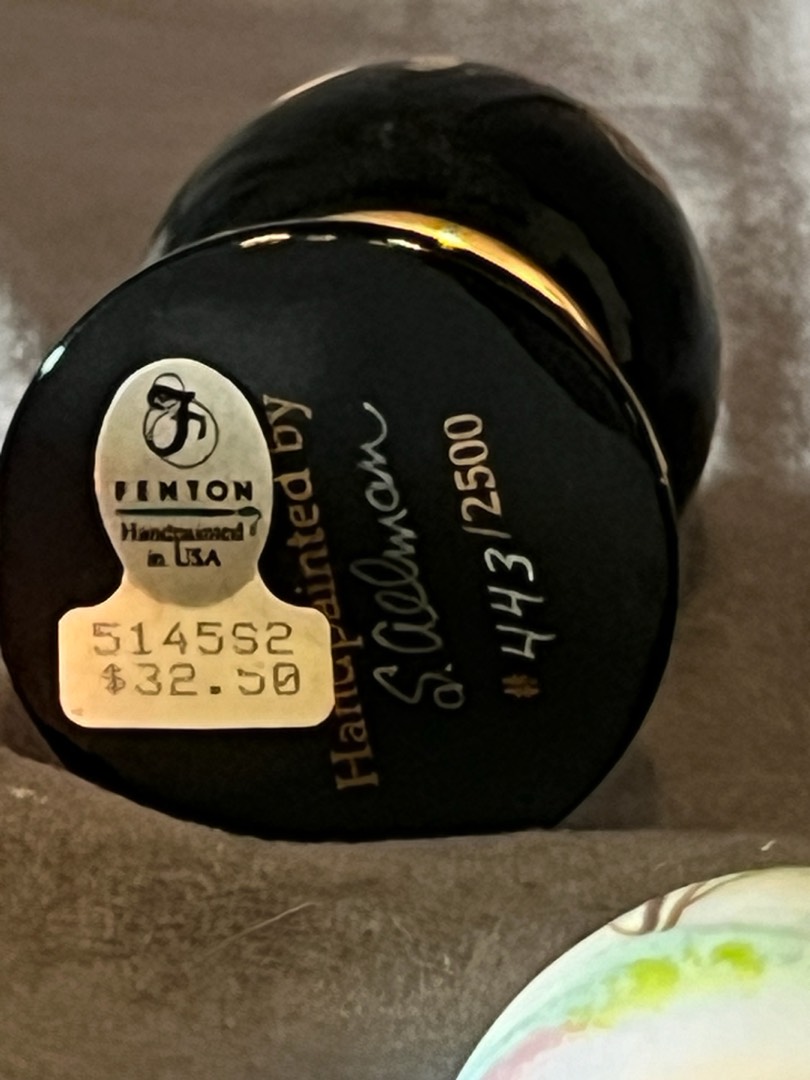 F
FENTON
Handpainted
in USA
5145S2
$32.50
Handpainted by
S. Allman
# 443/2500